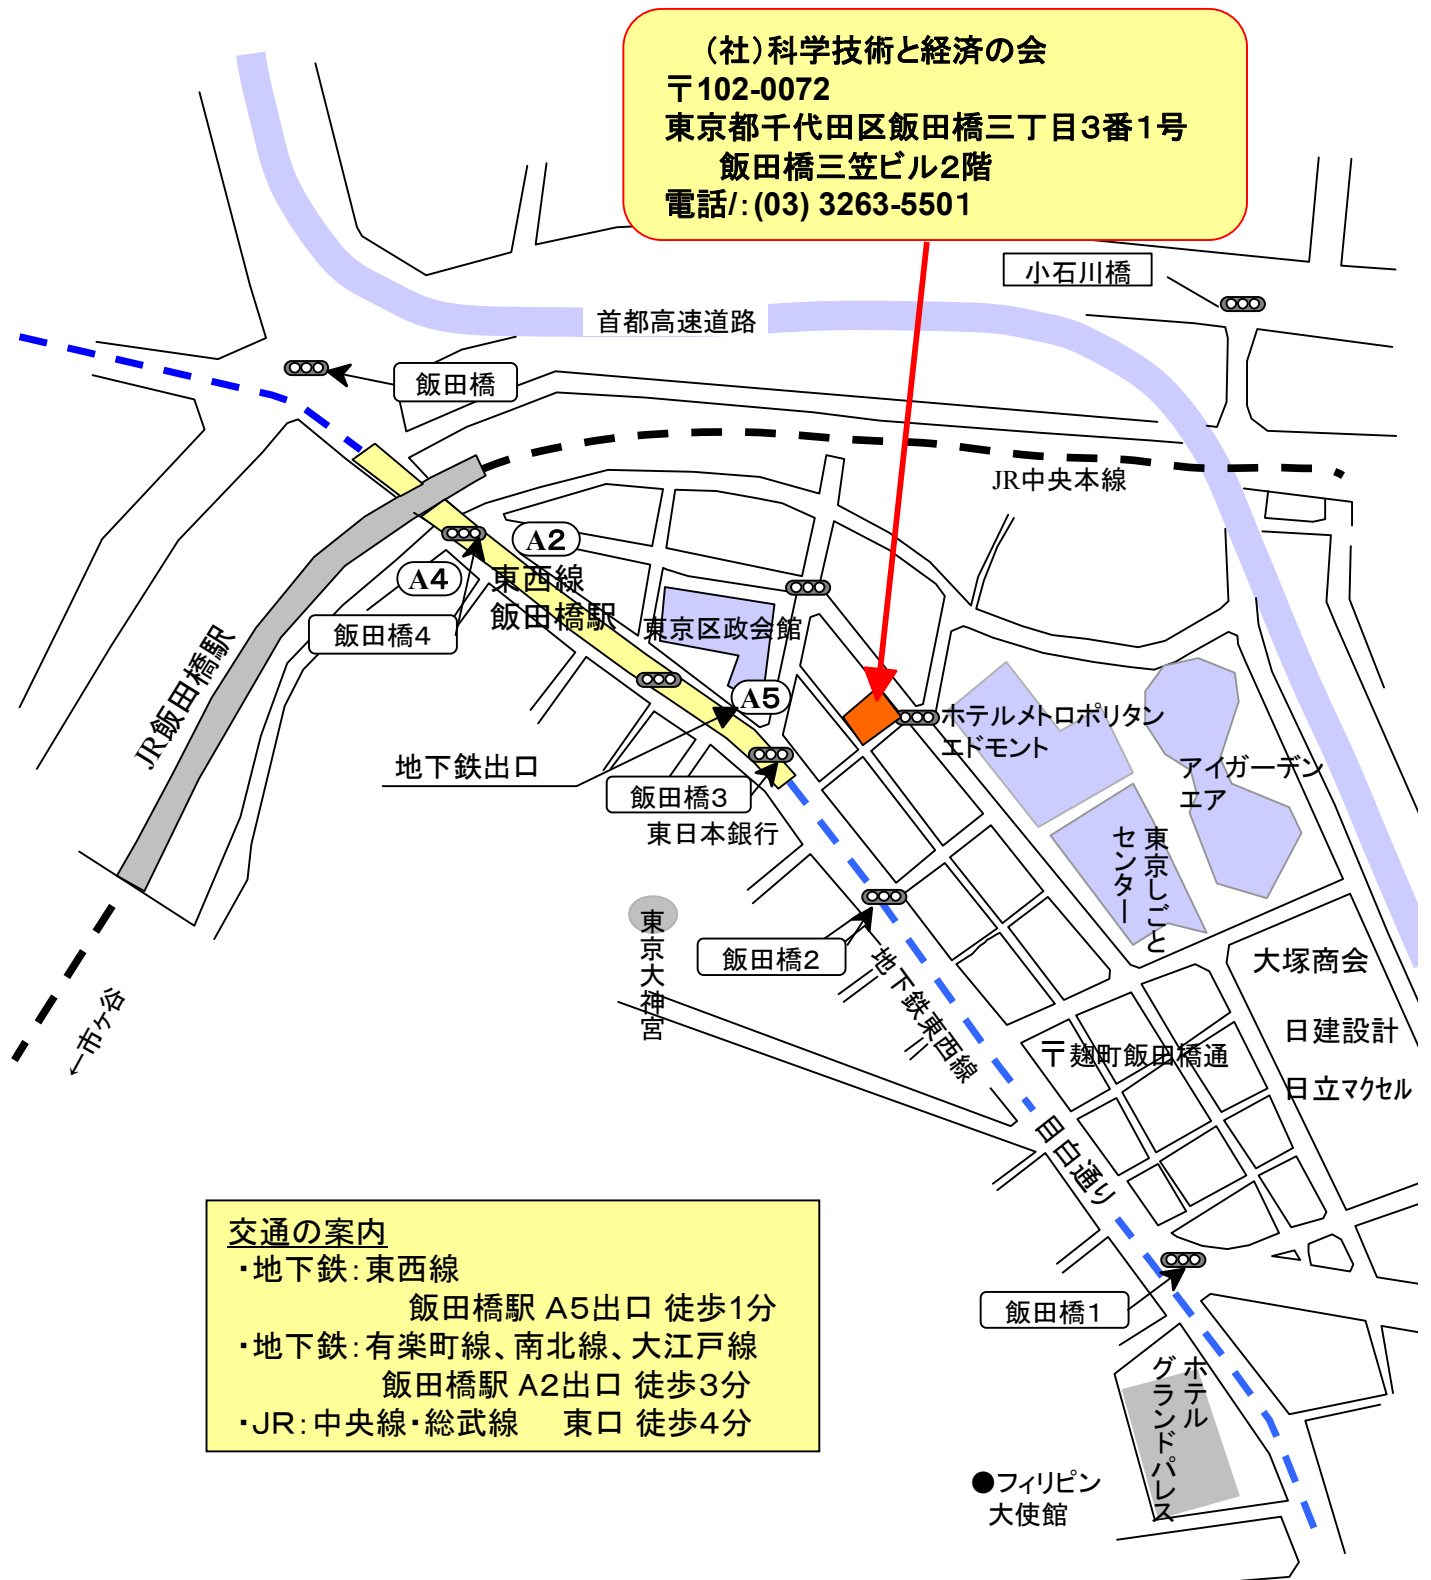 （社）科学技術と経済の会
〒102-0072
東京都千代田区飯田橋三丁目3番1号
飯田橋三笠ビル2階
電話/：(03) 3263-5501
小石川橋
首都高速道路
飯田橋
JR中央本線
A2
A4
東西線
飯田橋駅
飯田橋4
東京区政会館
JR飯田橋駅
A5
ホテルメトロポリタン
エドモント
地下鉄出口
アイガーデン
エア
飯田橋3
東日本銀行
東京しごと
センター
東京大神宮
飯田橋2
地下鉄東西線
大塚商会
←市ヶ谷
日建設計
〒麹町飯田橋通
日立マクセル
目白通り
交通の案内
・地下鉄：東西線
飯田橋駅 A5出口 徒歩1分
・地下鉄：有楽町線、南北線、大江戸線
飯田橋駅 A2出口 徒歩3分
・JR：中央線・総武線　東口 徒歩4分
飯田橋1
ホテル
グランドパレス
●フィリピン
大使館